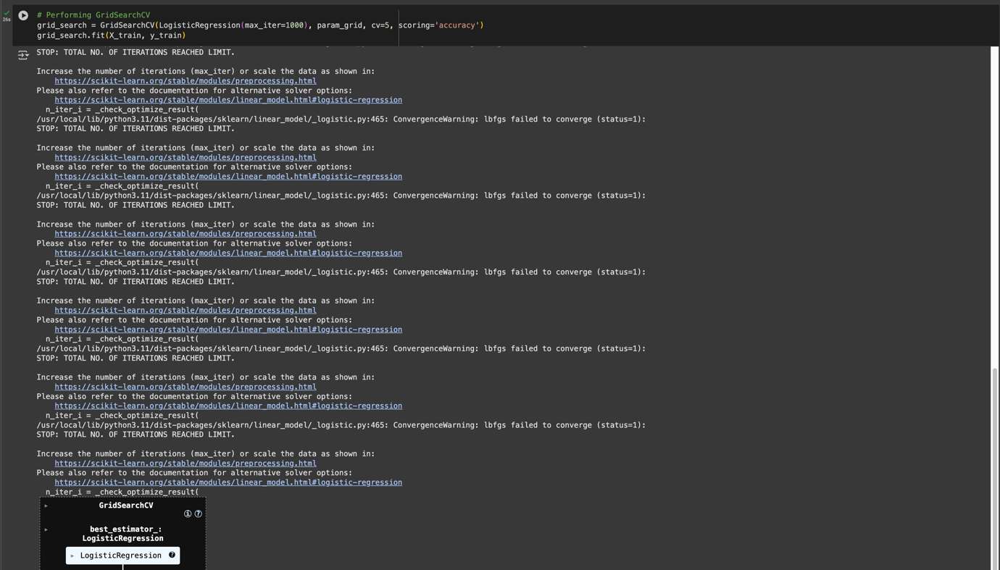 26s
# Performing GridSearchCV
grid_search = GridSearchCV(LogisticRegression(max_iter=1000), param_grid, cv=5, scoring='accuracy')
grid_search.fit(X_train, y_train)
STOP: TOTAL NO. OF ITERATIONS REACHED LIMIT.
Increase the number of iterations (max_iter) or scale the data as shown in:
https://scikit-learn.org/stable/modules/preprocessing.html
Please also refer to the documentation for alternative solver options:
https://scikit-learn.org/stable/modules/linear_model.html#logistic-regression
n_iter_i = _check_optimize_result(
/usr/local/lib/python3.11/dist-packages/sklearn/linear_model/_logistic.py:465: ConvergenceWarning: lbfgs failed to converge (status=1):
STOP: TOTAL NO. OF ITERATIONS REACHED LIMIT.
Increase the number of iterations (max_iter) or scale the data as shown in:
https://scikit-learn.org/stable/modules/preprocessing.html
Please also refer to the documentation for alternative solver options:
https://scikit-learn.org/stable/modules/linear_model.html#logistic-regression
n_iter_i = _check_optimize_result(
/usr/local/lib/python3.11/dist-packages/sklearn/linear_model/_logistic.py:465: ConvergenceWarning: lbfgs failed to converge (status=1):
STOP: TOTAL NO. OF ITERATIONS REACHED LIMIT.
Increase the number of iterations (max_iter) or scale the data as shown in:
https://scikit-learn.org/stable/modules/preprocessing.html
Please also refer to the documentation for alternative solver options:
https://scikit-learn.org/stable/modules/linear_model.html#logistic-regression
n_iter_i = _check_optimize_result(
/usr/local/lib/python3.11/dist-packages/sklearn/linear_model/_logistic.py:465: ConvergenceWarning: lbfgs failed to converge (status=1):
STOP: TOTAL NO. OF ITERATIONS REACHED LIMIT.
Increase the number of iterations (max_iter) or scale the data as shown in:
https://scikit-learn.org/stable/modules/preprocessing.html
Please also refer to the documentation for alternative solver options:
https://scikit-learn.org/stable/modules/linear_model.html#logistic-regression
n_iter_i = _check_optimize_result(
/usr/local/lib/python3.11/dist-packages/sklearn/linear_model/_logistic.py:465: ConvergenceWarning: lbfgs failed to converge (status=1):
STOP: TOTAL NO. OF ITERATIONS REACHED LIMIT.
Increase the number of iterations (max_iter) or scale the data as shown in:
https://scikit-learn.org/stable/modules/preprocessing.html
Please also refer to the documentation for alternative solver options:
https://scikit-learn.org/stable/modules/linear_model.html#logistic-regression
n_iter_i = _check_optimize_result(
/usr/local/lib/python3.11/dist-packages/sklearn/linear_model/_logistic.py:465: ConvergenceWarning: lbfgs failed to converge (status=1):
STOP: TOTAL NO. OF ITERATIONS REACHED LIMIT.
Increase the number of iterations (max_iter) or scale the data as shown in:
https://scikit-learn.org/stable/modules/preprocessing.html
Please also refer to the documentation for alternative solver options:
https://scikit-learn.org/stable/modules/linear_model.html#logistic-regression
n_iter_i = _check_optimize_result(
GridSearchCV
i ?
best_estimator_:
LogisticRegression
LogisticRegression ?